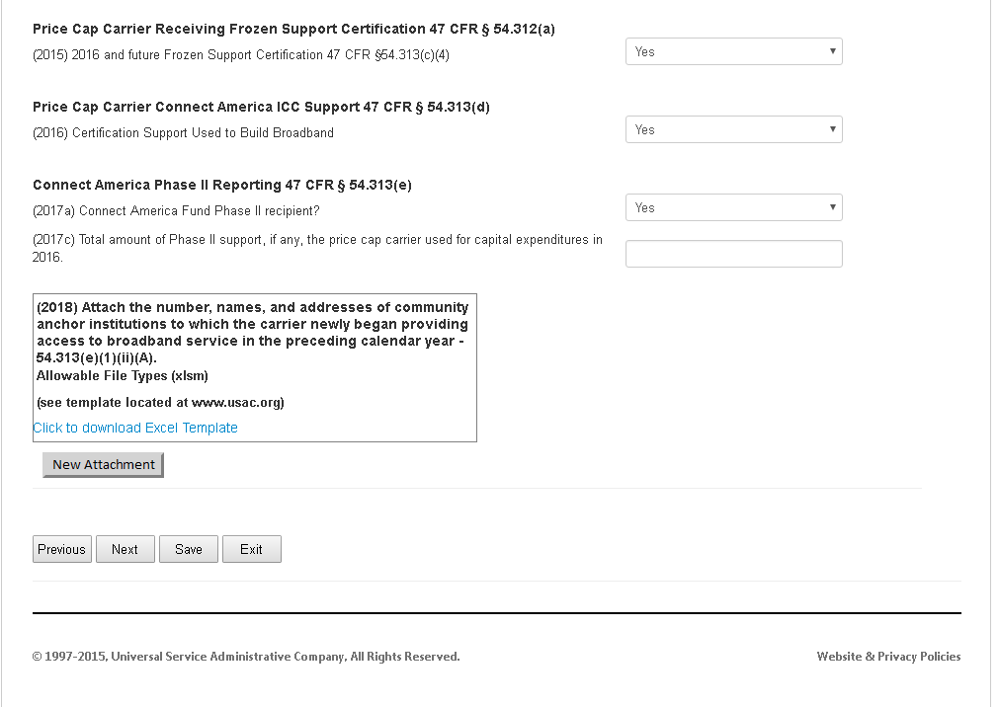 Price Cap Carrier Receiving Frozen Support Certification 47 CFR § 54.312(a)
(2015) 2016 and future Frozen Support Certification 47 CFR §54.313(c)(4)
Yes
Price Cap Carrier Connect America ICC Support 47 CFR § 54.313(d)
(2016) Certification Support Used to Build Broadband
Yes
Connect America Phase II Reporting 47 CFR § 54.313(e)
(2017a) Connect America Fund Phase II recipient?
Yes
(2017c) Total amount of Phase II support, if any, the price cap carrier used for capital expenditures in
2016.
(2018) Attach the number, names, and addresses of community
anchor institutions to which the carrier newly began providing
access to broadband service in the preceding calendar year -
54.313(e)(1)(ii)(A).
Allowable File Types (xlsm)
(see template located at www.usac.org)
Click to download Excel Template
New Attachment
Previous
Next
Save
Exit
© 1997-2015, Universal Service Administrative Company, All Rights Reserved.
Website & Privacy Policies